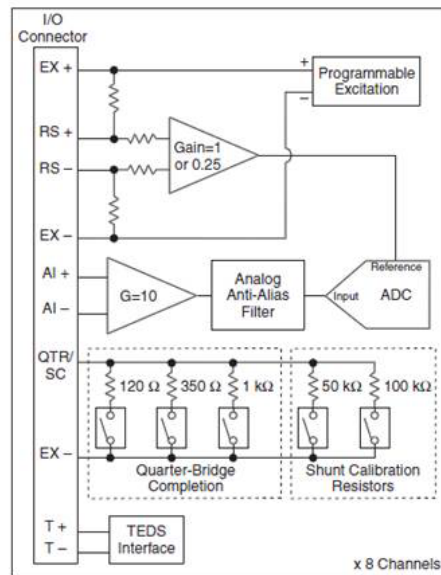 I/O
Connector
EX +
+
Programmable
Excitation
–
RS +
Gain=1
or 0.25
RS –
EX –
Reference
AI +
G=10
Analog
Anti-Alias
Filter
Input
ADC
AI –
QTR/
SC
120 Ω
350 Ω
1 kΩ
50 kΩ
100 kΩ
EX –
Quarter-Bridge
Completion
Shunt Calibration
Resistors
T +
T –
TEDS
Interface
x 8 Channels